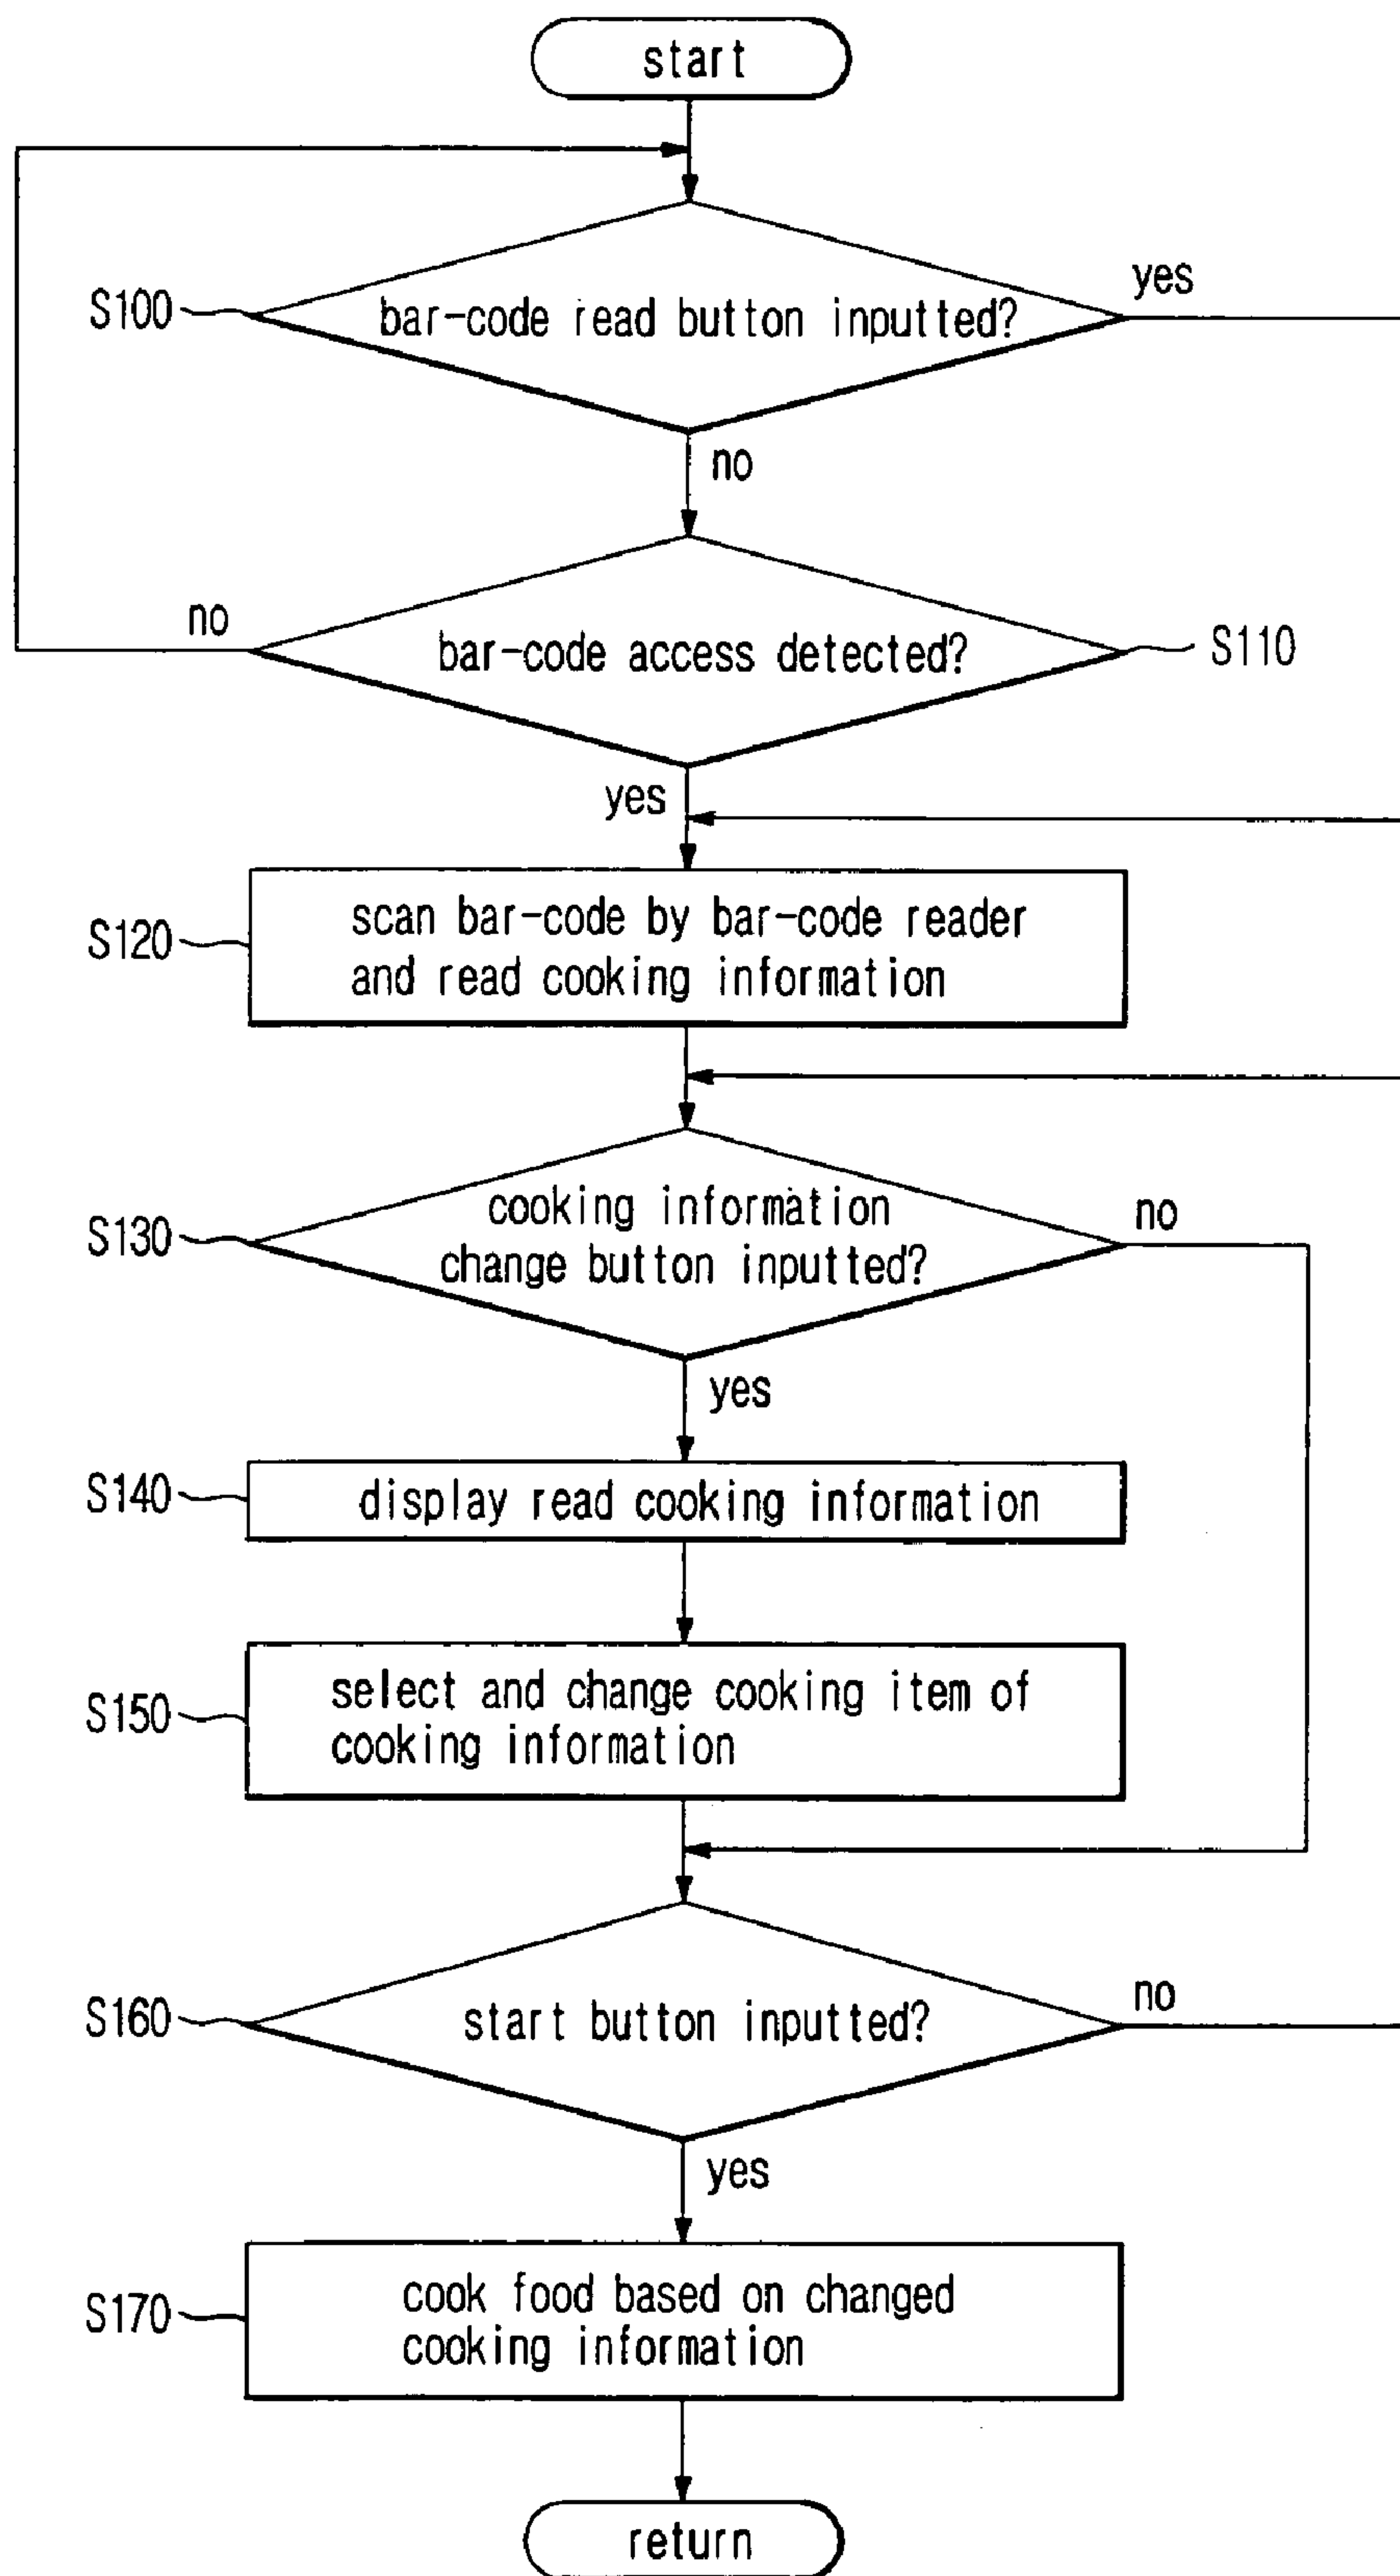 start
S100
bar-code read button inputted?
yes
no
no
bar-code access detected?
S110
yes
S120
scan bar-code by bar-code reader
and read cooking information
S130
cooking information
change button inputted?
no
yes
S140
display read cooking information
S150
select and change cooking item of
cooking information
S160
start button inputted?
no
yes
S170
cook food based on changed
cooking information
return